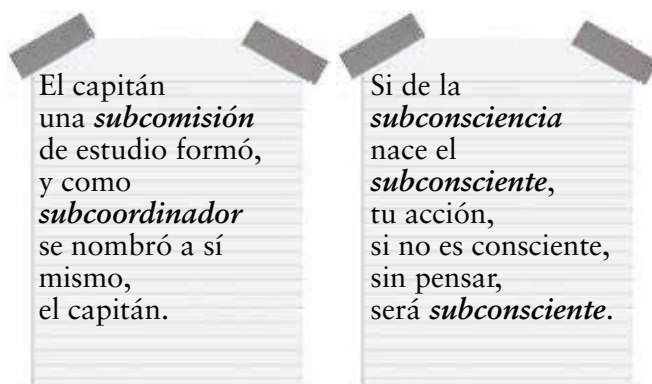 El capitán
una subcomisión
de estudio formó,
y como
subcoordinador
se nombró a sí
mismo,
el capitán.
Si de la
subconsciencia
nace el
subconsciente,
tu acción,
si no es consciente,
sin pensar,
será subconsciente.